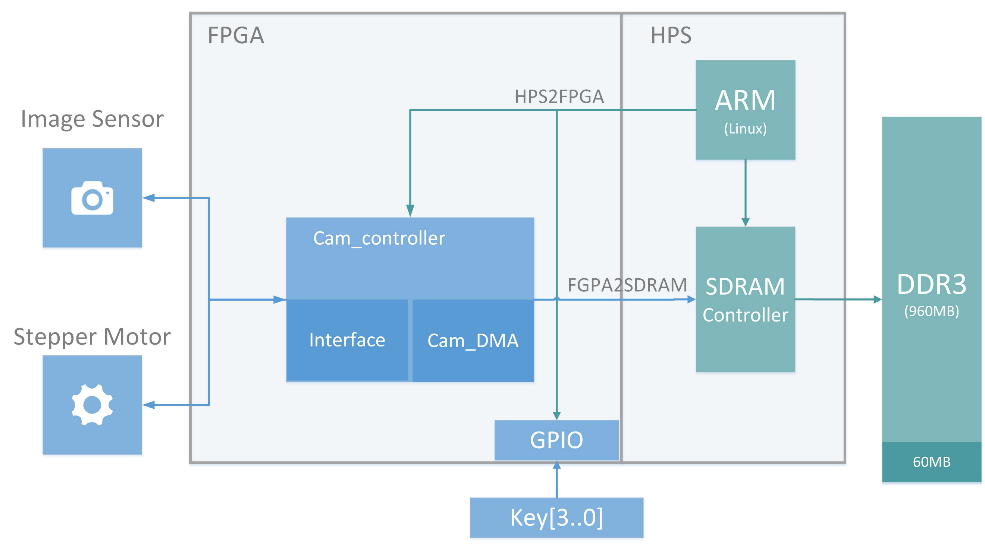 FPGA
HPS
HPS2FPGA
ARM
(Linux)
Image Sensor
Cam_controller
Interface
Cam_DMA
FGPA2SDRAM
SDRAM
Controller
DDR3
(960MB)
60MB
Stepper Motor
GPIO
Key[3..0]